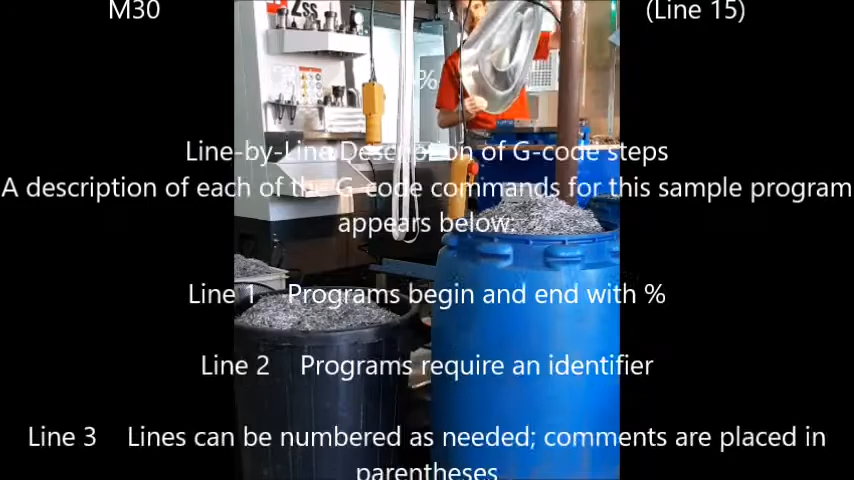 M30 (Line 15)
%
Line-by-Line Description of G-code steps
A description of each of the G-code commands for this sample program
appears below:
Line 1 Programs begin and end with %
Line 2 Programs require an identifier
Line 3 Lines can be numbered as needed; comments are placed in
parentheses